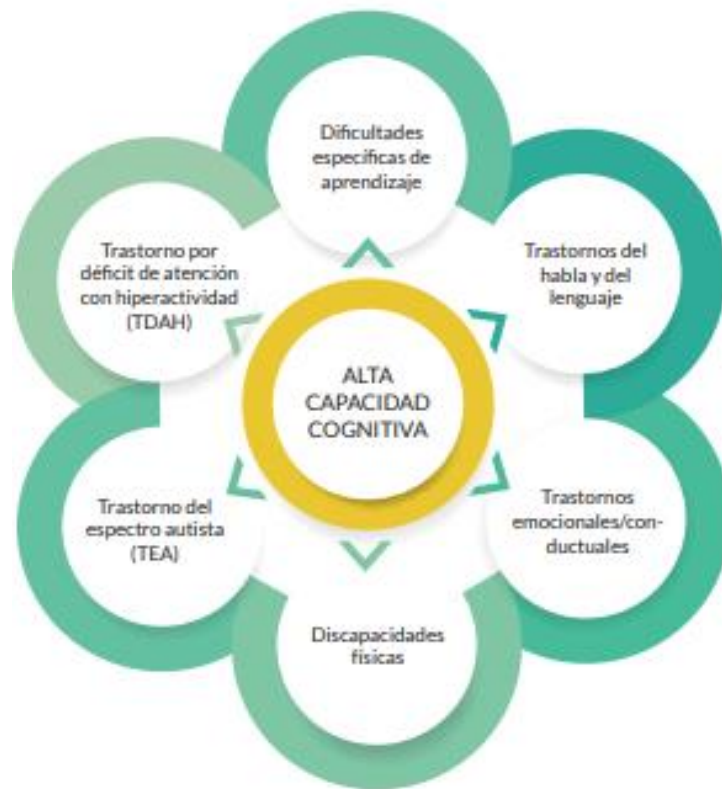 Dificultades
específicas de
aprendizaje
Trastorno por
déficit de atención
con hiperactividad
(TDAH)
Trastornos del
habla y del
lenguaje
ALTA
CAPACIDAD
COGNITIVA
Trastorno del
espectro autista
(TEA)
Trastornos
emocionales/con-
ductuales
Discapacidades
físicas